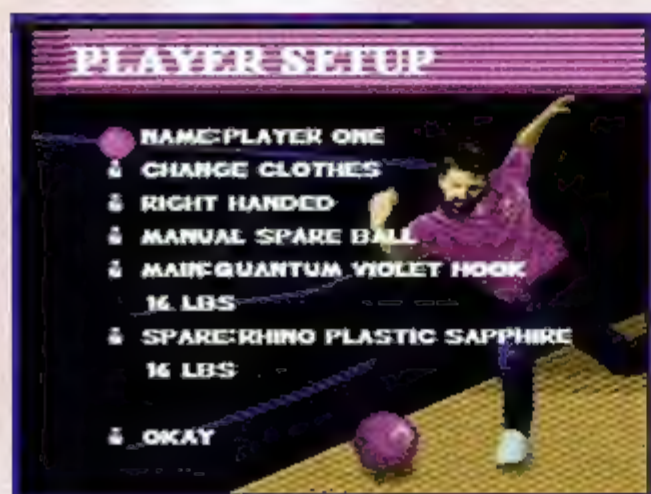 PLAYER SETUP
NAME:PLAYER ONE
CHANGE CLOTHES
RIGHT HANDED
MANUAL SPARE BALL
MAIN:QUANTUM VIOLET HOOK
16 LBS
SPARE:RHINO PLASTIC SAPPHIRE
16 LBS
OKAY